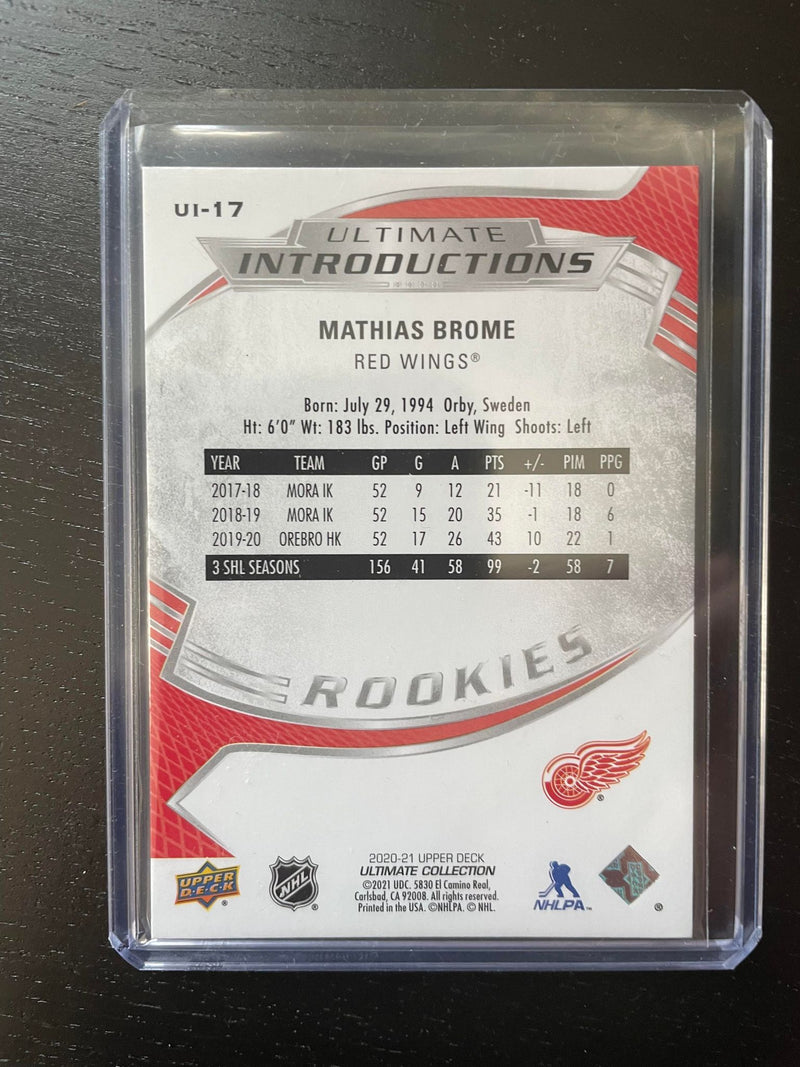 UI-17
ULTIMATE
INTRODUCTIONS
MATHIAS BROME
RED WINGS®
Born: July 29, 1994 Orby, Sweden
Ht: 6'0" Wt: 183 lbs. Position: Left Wing Shoots: Left
YEAR TEAM GP G A PTS +/- PIM PPG
2017-18 MORA IK 52 9 12 21 -11 18 0
2018-19 MORA IK 52 15 20 35 -1 18 6
2019-20 OREBRO HK 52 17 26 43 10 22 1
3 SHL SEASONS 156 41 58 99 -2 58 7
ROOKIES
®
2020-21 UPPER DECK
ULTIMATE COLLECTION
©2021 UDC. 5830 El Camino Real,
Carlsbad, CA 92008. All rights reserved.
Printed in the USA. ©NHLPA. © NHL.
UPPER
D·E·C·K
®
NHL
®
NHLPA™
®